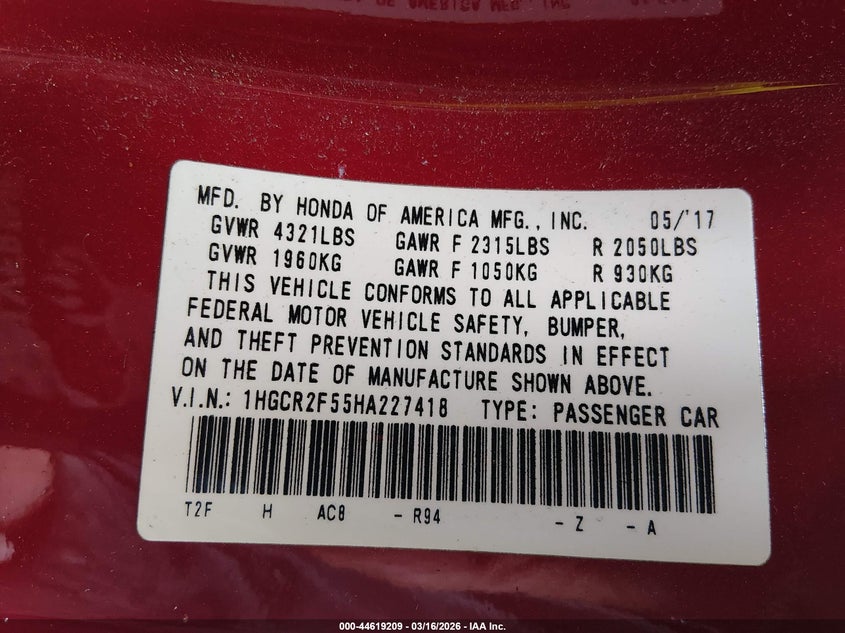 MFD. BY HONDA OF AMERICA MFG., INC. 05/'17
GVWR 4321LBS GAWR F 2315LBS R 2050LBS
GVWR 1960KG GAWR F 1050KG R 930KG
THIS VEHICLE CONFORMS TO ALL APPLICABLE
FEDERAL MOTOR VEHICLE SAFETY, BUMPER,
AND THEFT PREVENTION STANDARDS IN EFFECT
ON THE DATE OF MANUFACTURE SHOWN ABOVE.
V.I.N.: 1HGCR2F55HA227418 TYPE: PASSENGER CAR
T2F H AC8 - R94 - Z - A
000-44619209 - 03/16/2026 - IAA Inc.